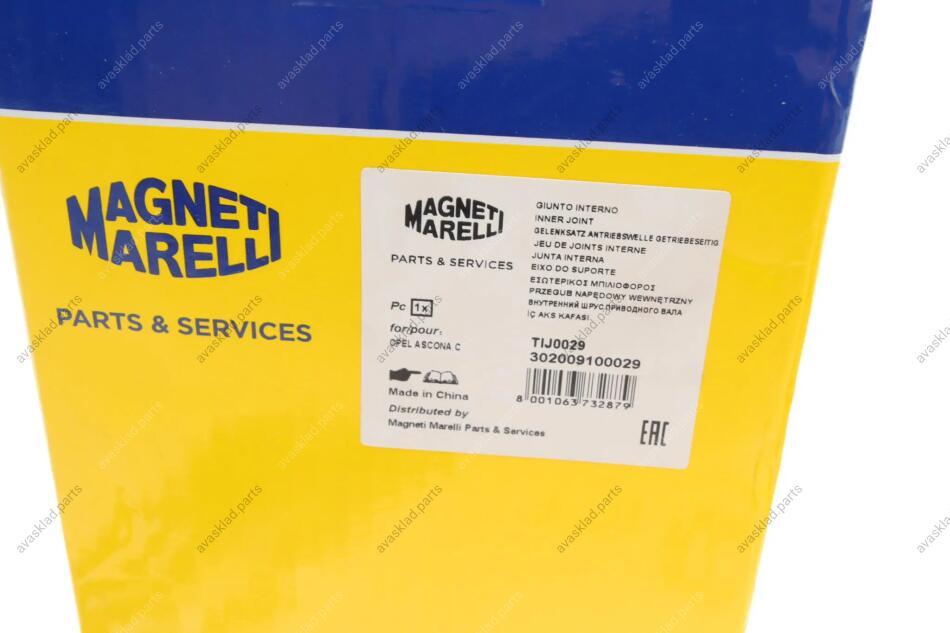 MAGNETI
MARELLI
PARTS & SERVICES
MAGNETI
MARELLI
PARTS & SERVICES
Pc 1x
for/pour:
OPEL ASCONA C
Made in China
Distributed by
Magneti Marelli Parts & Services
GIUNTO INTERNO
INNER JOINT
GELENKSATZ ANTRIEBSWELLE GETRIEBESEITIG
JEU DE JOINTS INTERNE
JUNTA INTERNA
EIXO DO SUPORTE
ΕΣΩΤΕΡΙΚΟΣ ΜΠΙΛΙΟΦΟΡΟΣ
PRZEGUB NAPĘDOWY WEWNĘTRZNY
ВНУТРЕННИЙ ШРУС ПРИВОДНОГО ВАЛА
İÇ AKS KAFASI
TIJ0029
302009100029
8 001063 732879
EAC
avasklad.parts